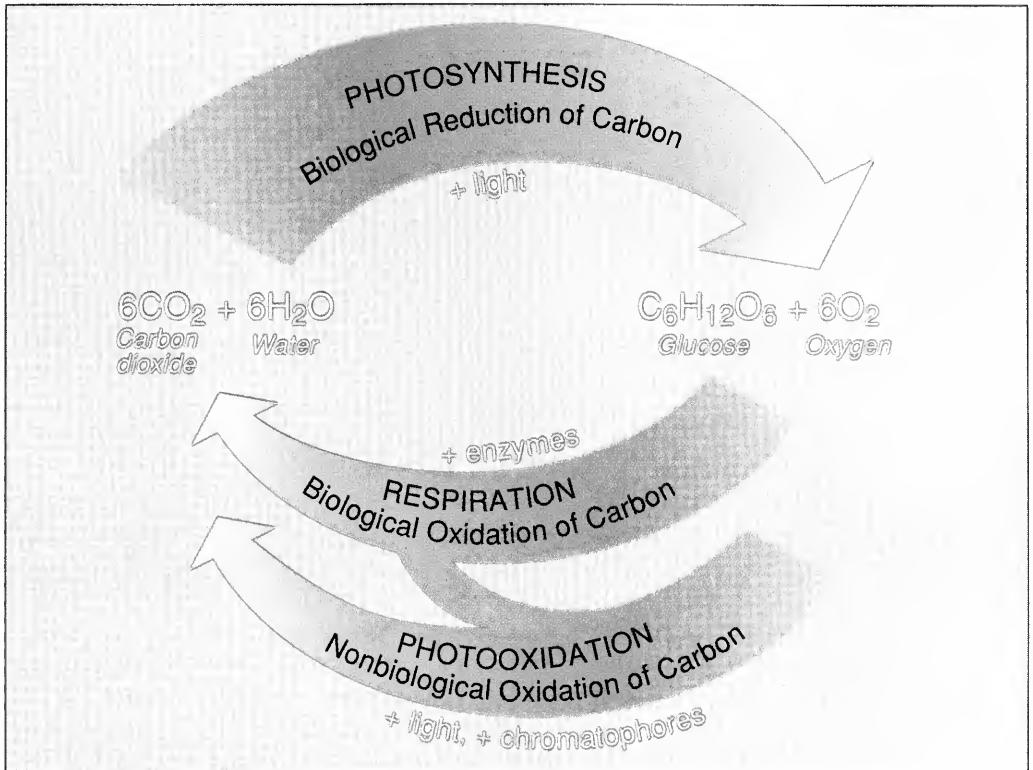 PHOTOSYNTHESIS
Biological Reduction of Carbon
+ light
6CO₂ + 6H₂O
Carbon dioxide
Water
C₆H₁₂O₆ + 6O₂
Glucose
Oxygen
+ enzymes
RESPIRATION
Biological Oxidation of Carbon
PHOTOOXIDATION
Nonbiological Oxidation of Carbon
+ light, + chromatophores